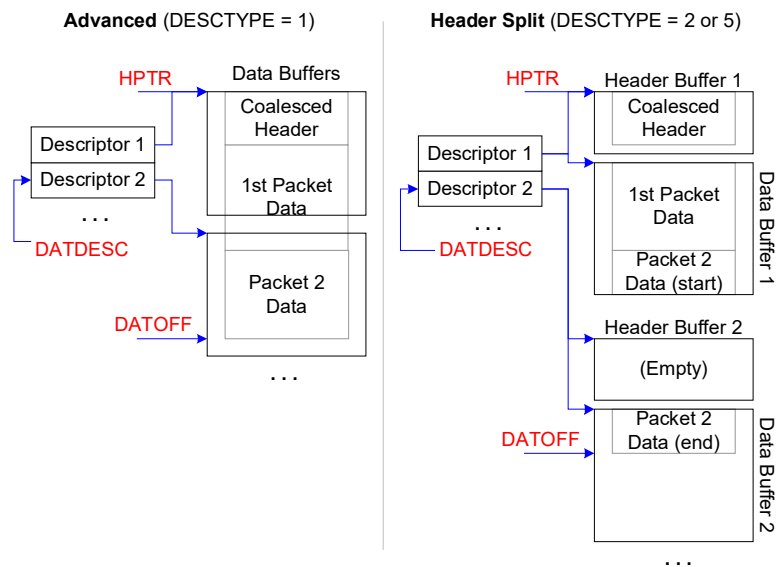 Advanced (DESCTYPE = 1)
HPTR
Data Buffers
Coalesced
Header
Descriptor 1
Descriptor 2
1st Packet
Data
. . .
DATDESC
Packet 2
Data
DATOFF
. . .
Header Split (DESCTYPE = 2 or 5)
HPTR
Header Buffer 1
Coalesced
Header
Descriptor 1
Descriptor 2
1st Packet
Data
. . .
DATDESC
Packet 2
Data (start)
Data Buffer 1
Header Buffer 2
(Empty)
Packet 2
Data (end)
DATOFF
Data Buffer 2
. . .